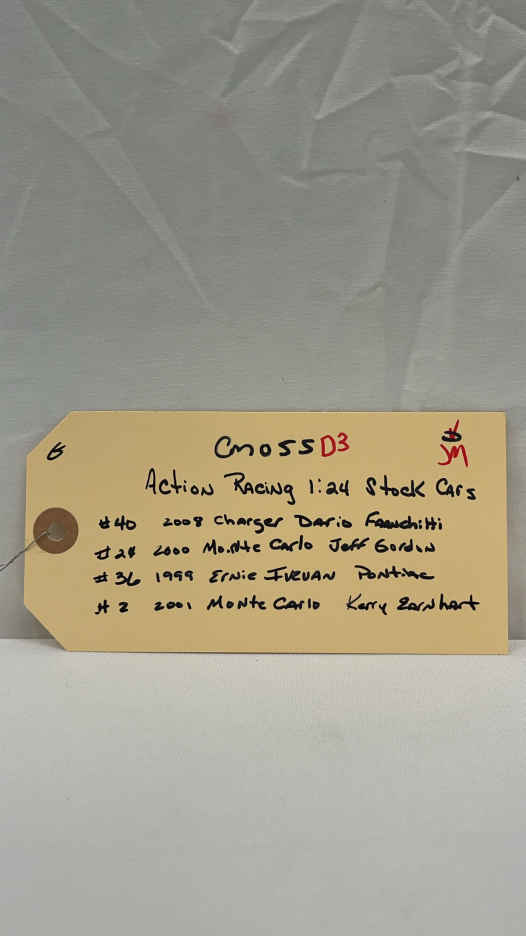 CmossD3
JM
Action Racing 1:24 Stock Cars
#40 2008 Charger Dario Franchitti
#24 2000 Monte Carlo Jeff Gordon
#36 1999 Ernie Irvan Pontiac
#2 2001 Monte Carlo Kerry Earnhart